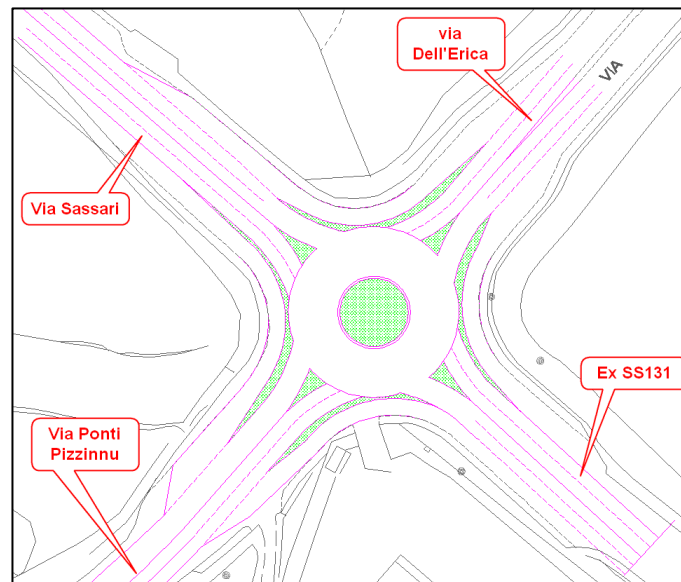 via
Dell'Erica
VIA
Via Sassari
Ex SS131
Via Ponti
Pizzinnu